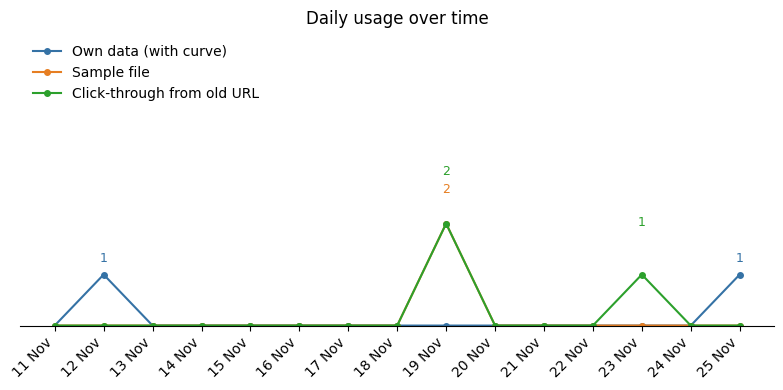 Daily usage over time
Own data (with curve)
Sample file
Click-through from old URL
2
2
1
1
1
11 Nov
12 Nov
13 Nov
14 Nov
15 Nov
16 Nov
17 Nov
18 Nov
19 Nov
20 Nov
21 Nov
22 Nov
23 Nov
24 Nov
25 Nov